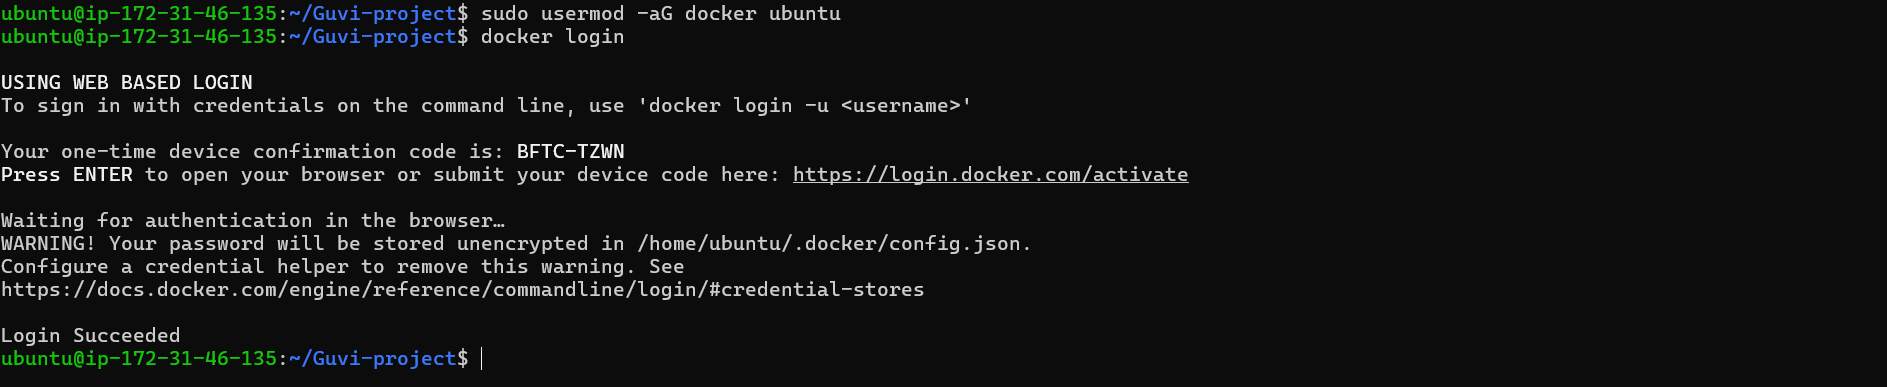 ubuntu@ip-172-31-46-135:~/Guvi-project$ sudo usermod -aG docker ubuntu
ubuntu@ip-172-31-46-135:~/Guvi-project$ docker login
USING WEB BASED LOGIN
To sign in with credentials on the command line, use 'docker login -u <username>'
Your one-time device confirmation code is: BFTC-TZWN
Press ENTER to open your browser or submit your device code here: https://login.docker.com/activate
Waiting for authentication in the browser…
WARNING! Your password will be stored unencrypted in /home/ubuntu/.docker/config.json.
Configure a credential helper to remove this warning. See
https://docs.docker.com/engine/reference/commandline/login/#credential-stores
Login Succeeded
ubuntu@ip-172-31-46-135:~/Guvi-project$